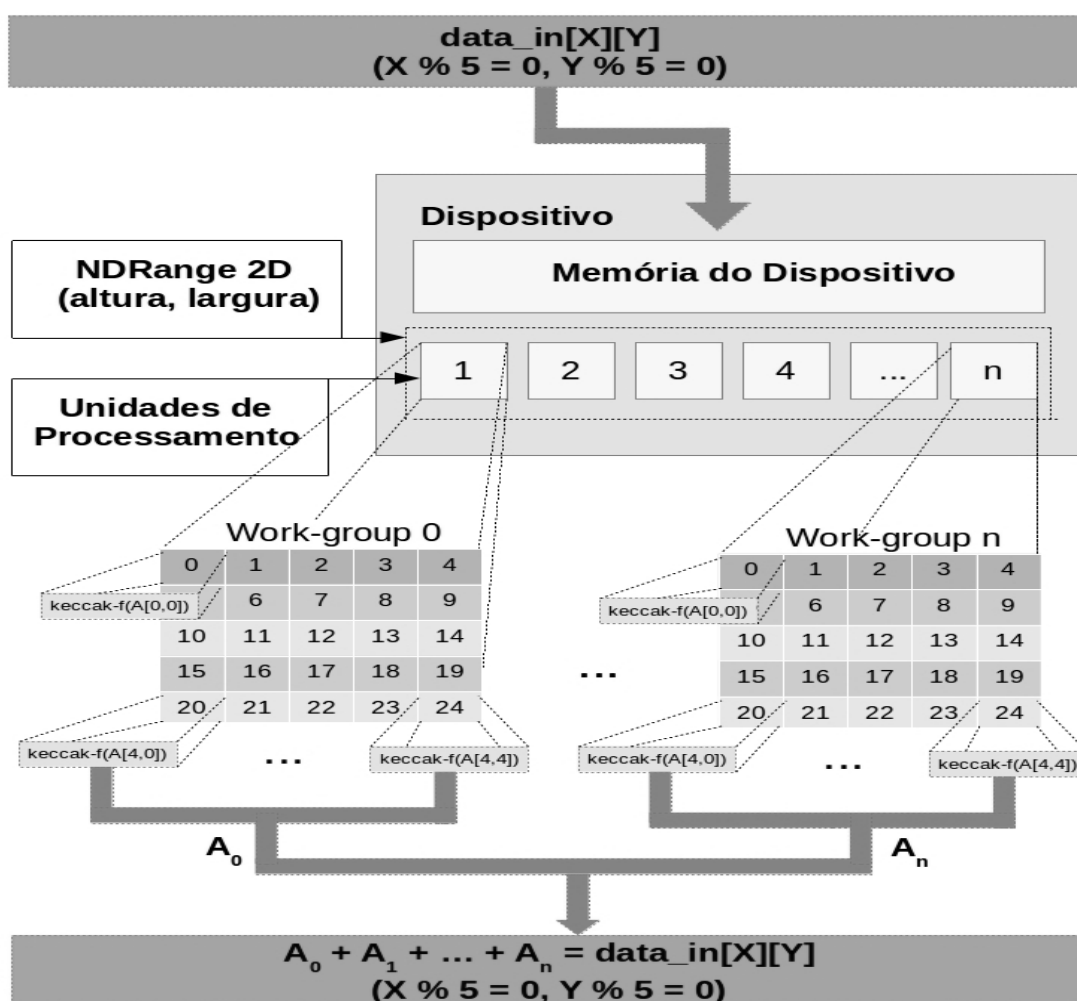 data_in[X][Y]
(X % 5 = 0, Y % 5 = 0)
Dispositivo
NDRange 2D
(altura, largura)
Memória do Dispositivo
1 2 3 4 ... n
Unidades de
Processamento
Work-group 0
0 1 2 3 4
keccak-f(A[0,0]) 6 7 8 9
10 11 12 13 14
15 16 17 18 19
20 21 22 23 24
keccak-f(A[4,0]) ... keccak-f(A[4,4])
...
Work-group n
0 1 2 3 4
keccak-f(A[0,0]) 6 7 8 9
10 11 12 13 14
15 16 17 18 19
20 21 22 23 24
keccak-f(A[4,0]) ... keccak-f(A[4,4])
A0
An
A0 + A1 + ... + An = data_in[X][Y]
(X % 5 = 0, Y % 5 = 0)